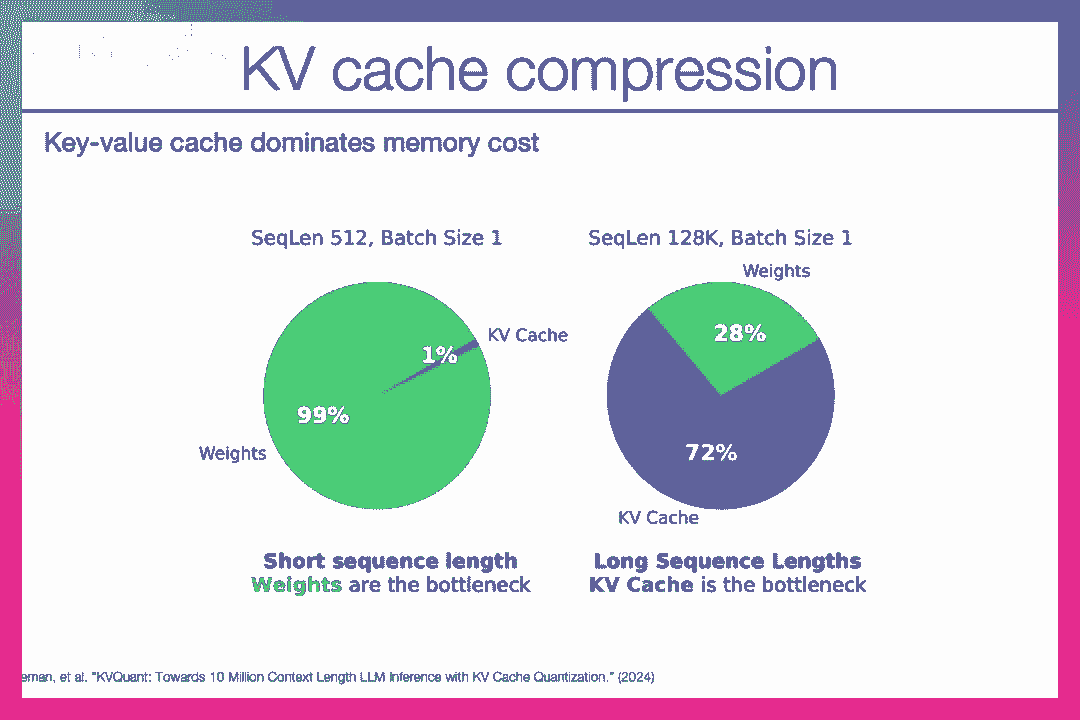 KV cache compression
Key-value cache dominates memory cost
SeqLen 512, Batch Size 1
KV Cache
1%
99%
Weights
Short sequence length
Weights are the bottleneck
SeqLen 128K, Batch Size 1
Weights
28%
72%
KV Cache
Long Sequence Lengths
KV Cache is the bottleneck
et al. "KVQuant: Towards 10 Million Context Length LLM Inference with KV Cache Quantization." (2024)